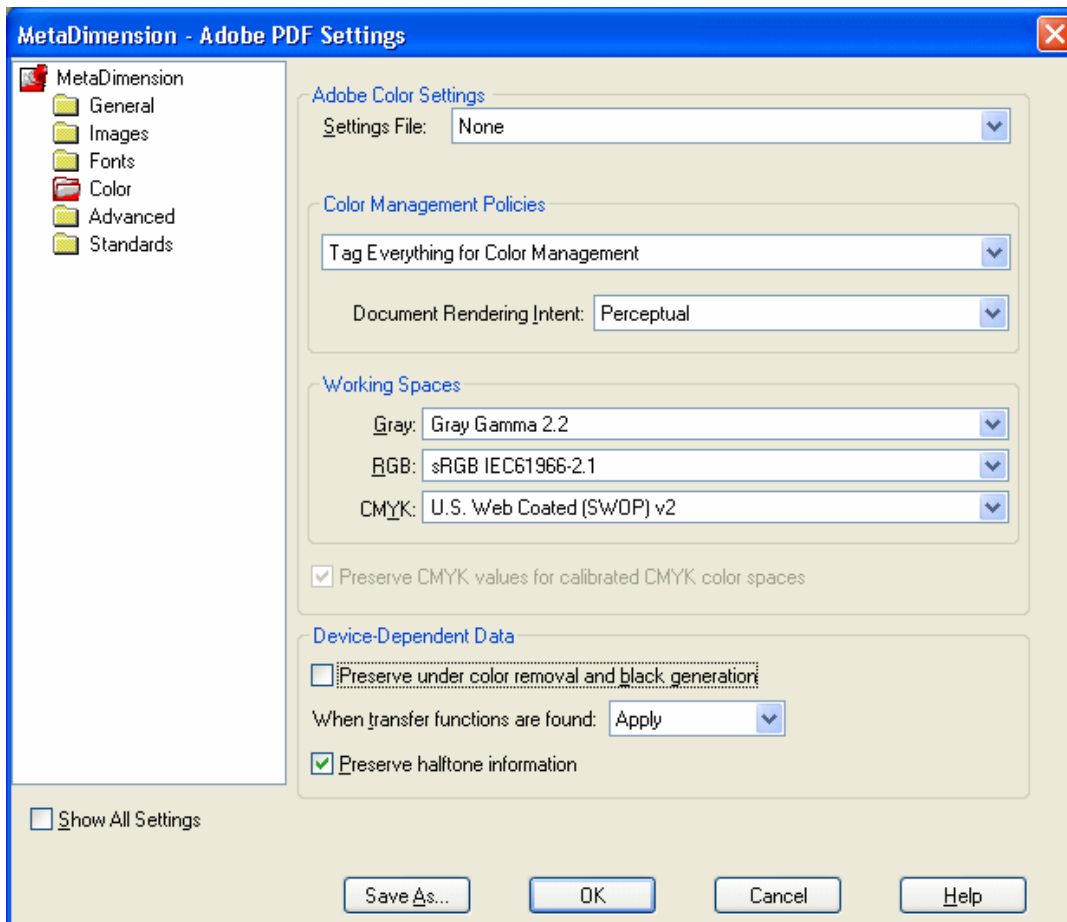 MetaDimension - Adobe PDF Settings
MetaDimension
General
Images
Fonts
Color
Advanced
Standards
Show All Settings
Adobe Color Settings
Settings File: None
Color Management Policies
Tag Everything for Color Management
Document Rendering Intent: Perceptual
Working Spaces
Gray: Gray Gamma 2.2
RGB: sRGB IEC61966-2.1
CMYK: U.S. Web Coated (SWOP) v2
Preserve CMYK values for calibrated CMYK color spaces
Device-Dependent Data
Preserve under color removal and black generation
When transfer functions are found: Apply
Preserve halftone information
Save As... OK Cancel Help